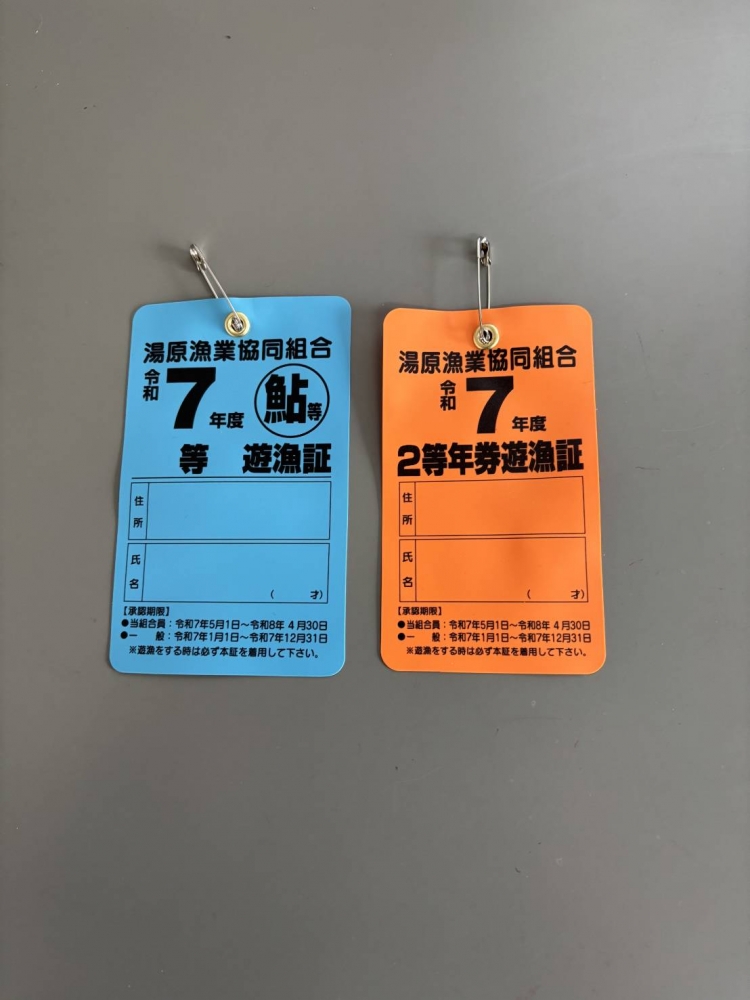 湯原漁業協同組合
令和7年度 鮎等
等 遊漁証
住所
氏名
( 才)
【承認期限】
●当組合員：令和7年5月1日～令和8年 4月30日
●一 般：令和7年1月1日～令和7年12月31日
※遊漁をする時は必ず本証を着用して下さい。
湯原漁業協同組合
令和7年度
2等年券遊漁証
住所
氏名
( 才)
【承認期限】
●当組合員：令和7年5月1日～令和8年 4月30日
●一 般：令和7年1月1日～令和7年12月31日
※遊漁をする時は必ず本証を着用して下さい。